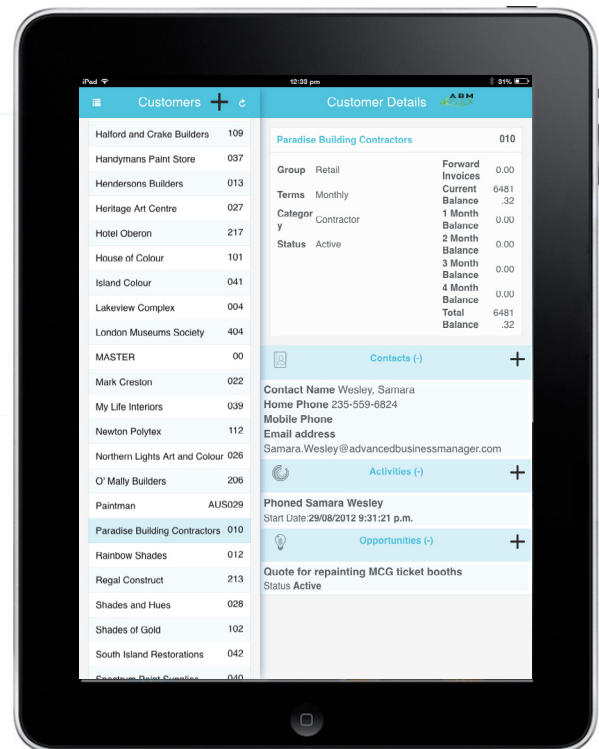 iPad 12:33 pm 31%
Customers + Customer Details ABM FLEX
Halford and Crake Builders 109
Handymans Paint Store 037
Hendersons Builders 013
Heritage Art Centre 027
Hotel Oberon 217
House of Colour 101
Island Colour 041
Lakeview Complex 004
London Museums Society 404
MASTER 00
Mark Creston 022
My Life Interiors 039
Newton Polytex 112
Northern Lights Art and Colour 026
O' Mally Builders 206
Paintman AUS029
Paradise Building Contractors 010
Rainbow Shades 012
Regal Construct 213
Shades and Hues 028
Shades of Gold 102
South Island Restorations 042
Spectrum Paint Supplies 040
Paradise Building Contractors 010
Group Retail
Terms Monthly
Categor
y Contractor
Status Active
Forward
Invoices 0.00
Current 6481
Balance .32
1 Month
Balance 0.00
2 Month
Balance 0.00
3 Month
Balance 0.00
4 Month
Balance 0.00
Total 6481
Balance .32
Contacts (-) +
Contact Name Wesley, Samara
Home Phone 235-559-6824
Mobile Phone
Email address
Samara.Wesley@advancedbusinessmanager.com
Activities (-) +
Phoned Samara Wesley
Start Date:29/08/2012 9:31:21 p.m.
Opportunities (-) +
Quote for repainting MCG ticket booths
Status Active